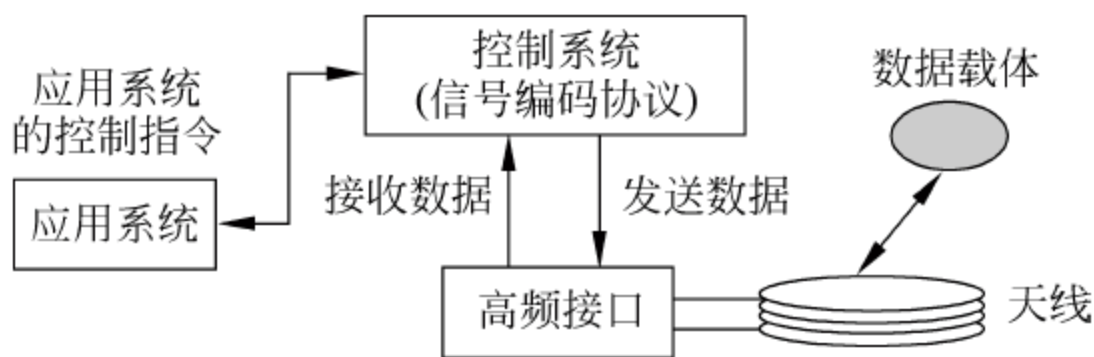 控制系统
(信号编码协议)
数据载体
应用系统
的控制指令
接收数据
发送数据
应用系统
高频接口
天线